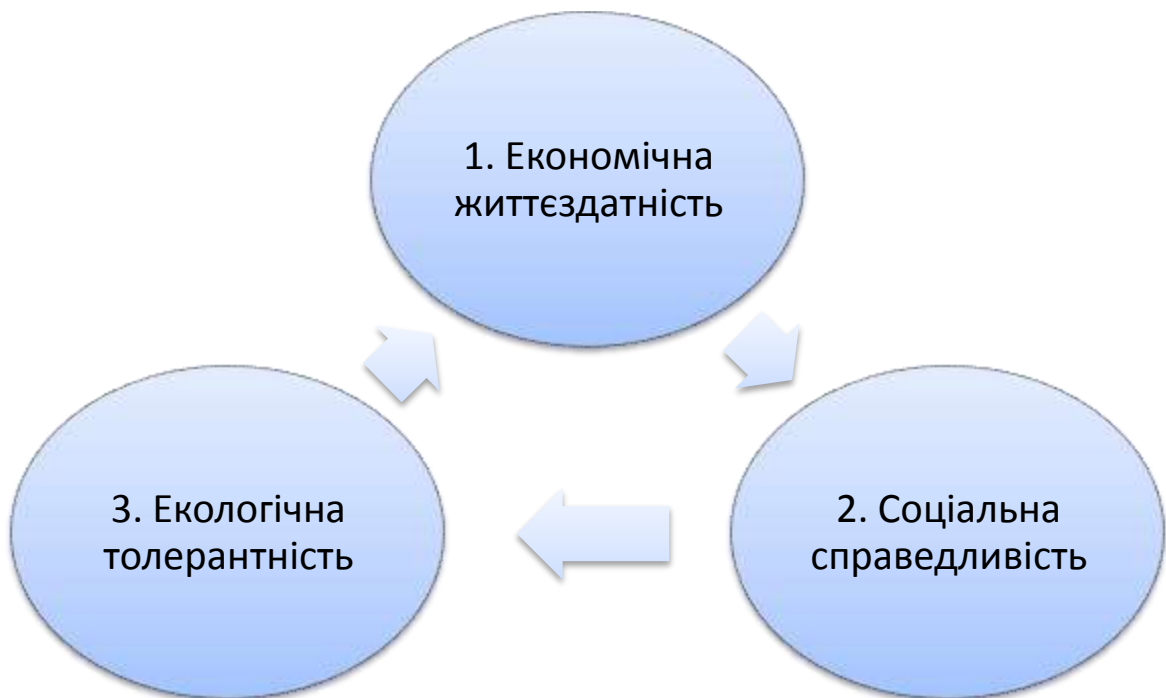 1. Економічна
життєздатність
3. Екологічна
толерантність
2. Соціальна
справедливість